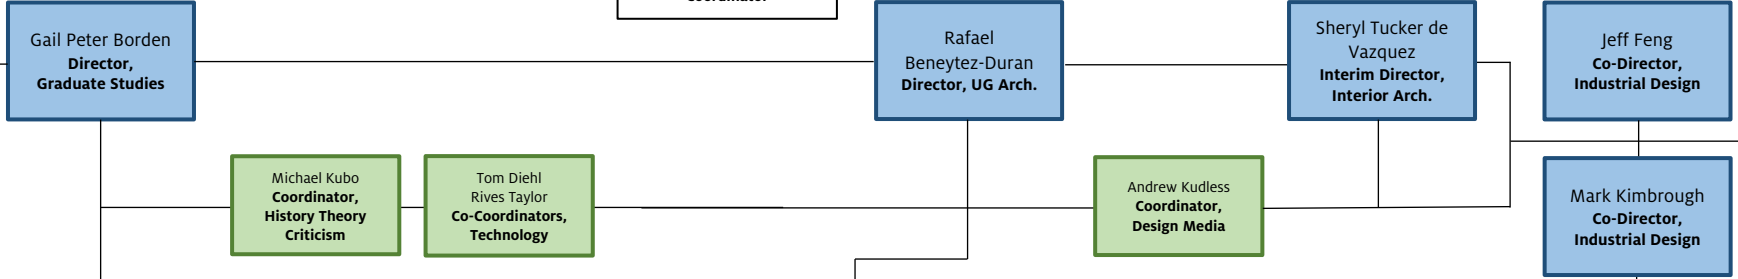 Gail Peter Borden
Director,
Graduate Studies
Rafael
Beneytez-Duran
Director, UG Arch.
Sheryl Tucker de
Vazquez
Interim Director,
Interior Arch.
Jeff Feng
Co-Director,
Industrial Design
Michael Kubo
Coordinator,
History Theory
Criticism
Tom Diehl
Rives Taylor
Co-Coordinators,
Technology
Andrew Kudless
Coordinator,
Design Media
Mark Kimbrough
Co-Director,
Industrial Design